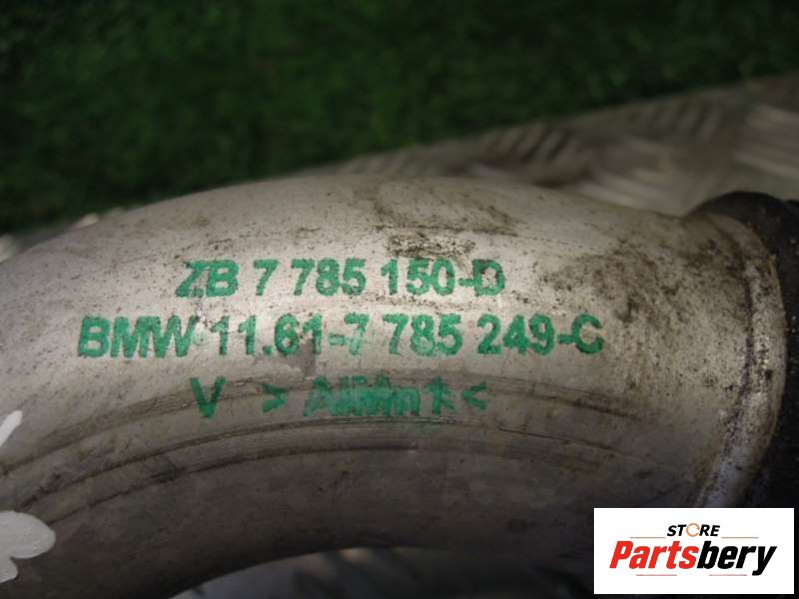 ZB 7 785 150-D
BMW 11.61-7 785 249-C
V > AlMn1 <
STORE
Partsbery